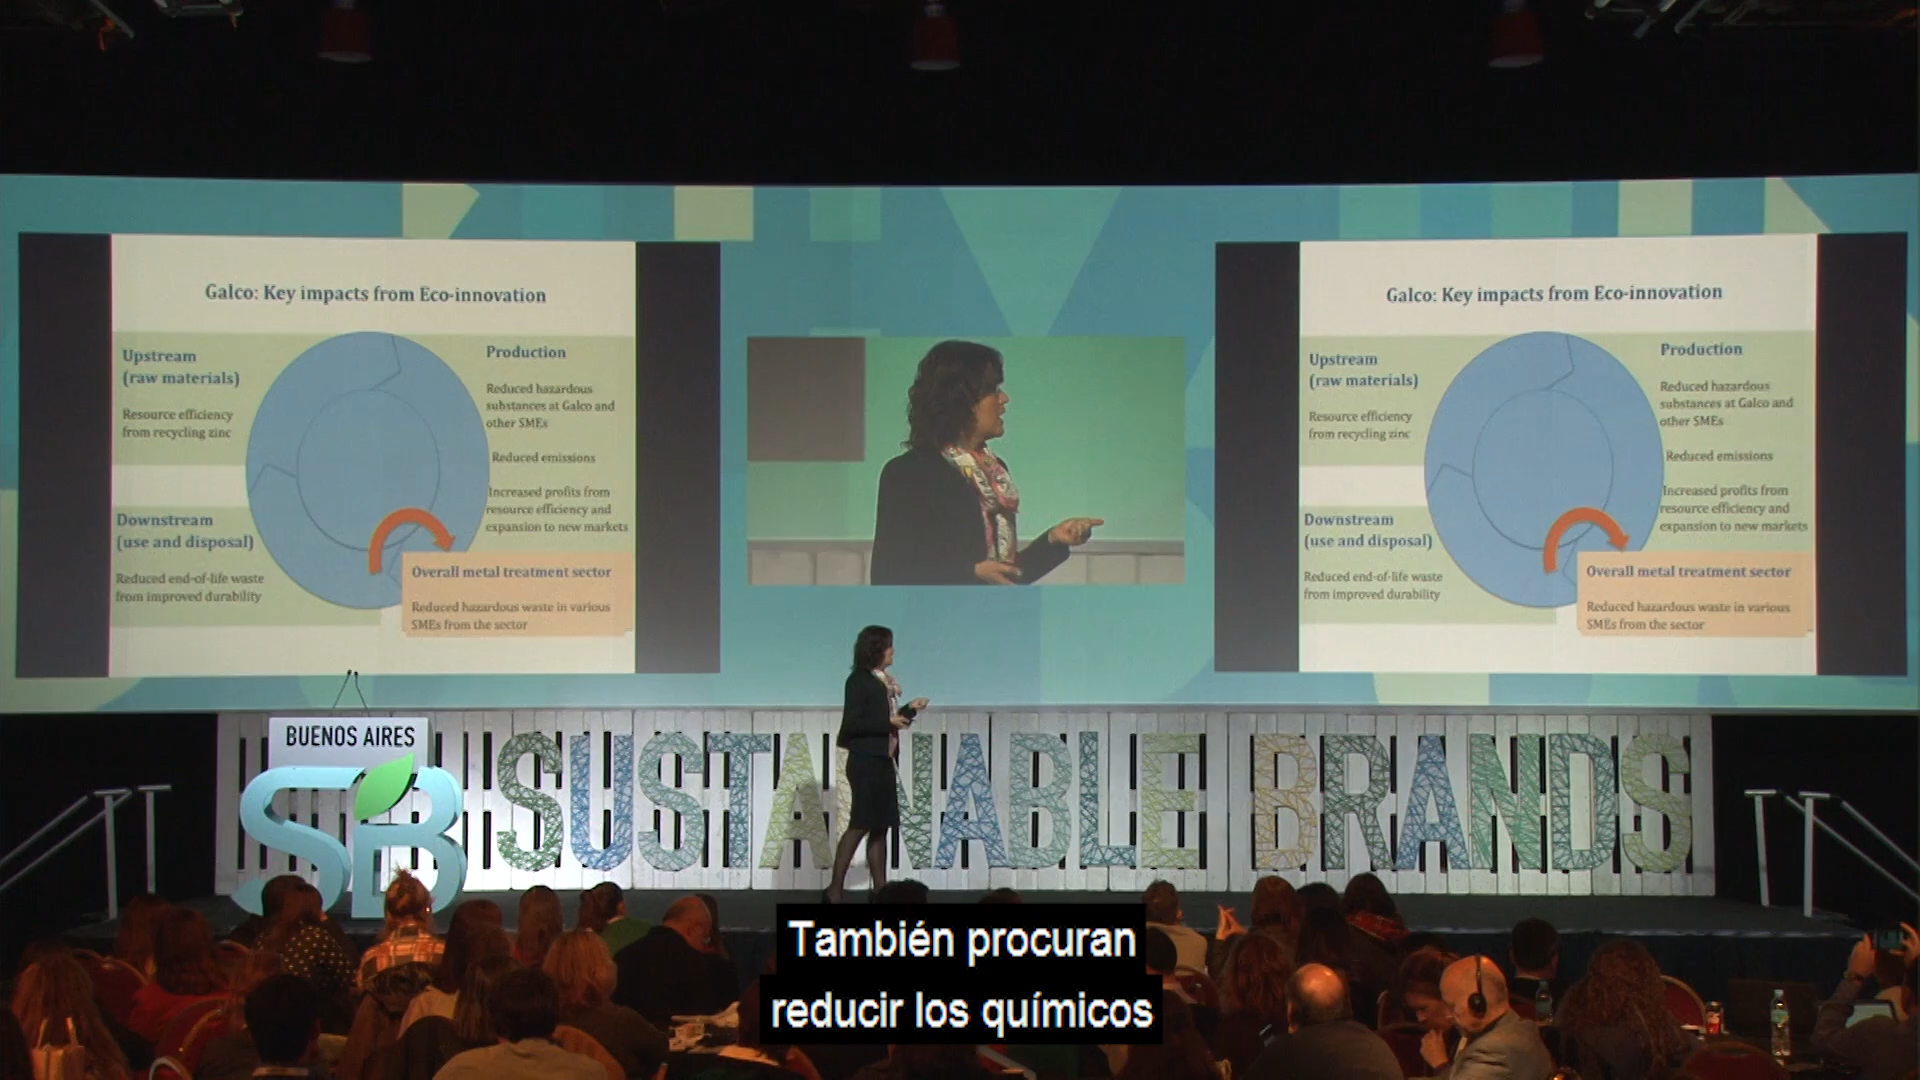 Galco: Key impacts from Eco-innovation
Upstream
(raw materials)
Resource efficiency
from recycling zinc
Production
Reduced hazardous
substances at Galco and
other SMEs
Reduced emissions
Increased profits from
resource efficiency and
expansion to new markets
Downstream
(use and disposal)
Reduced end-of-life waste
from improved durability
Overall metal treatment sector
Reduced hazardous waste in various
SMEs from the sector
Galco: Key impacts from Eco-innovation
Upstream
(raw materials)
Resource efficiency
from recycling zinc
Production
Reduced hazardous
substances at Galco and
other SMEs
Reduced emissions
Increased profits from
resource efficiency and
expansion to new markets
Downstream
(use and disposal)
Reduced end-of-life waste
from improved durability
Overall metal treatment sector
Reduced hazardous waste in various
SMEs from the sector
BUENOS AIRES
SB
SUSTAINABLE BRANDS
También procuran
reducir los químicos